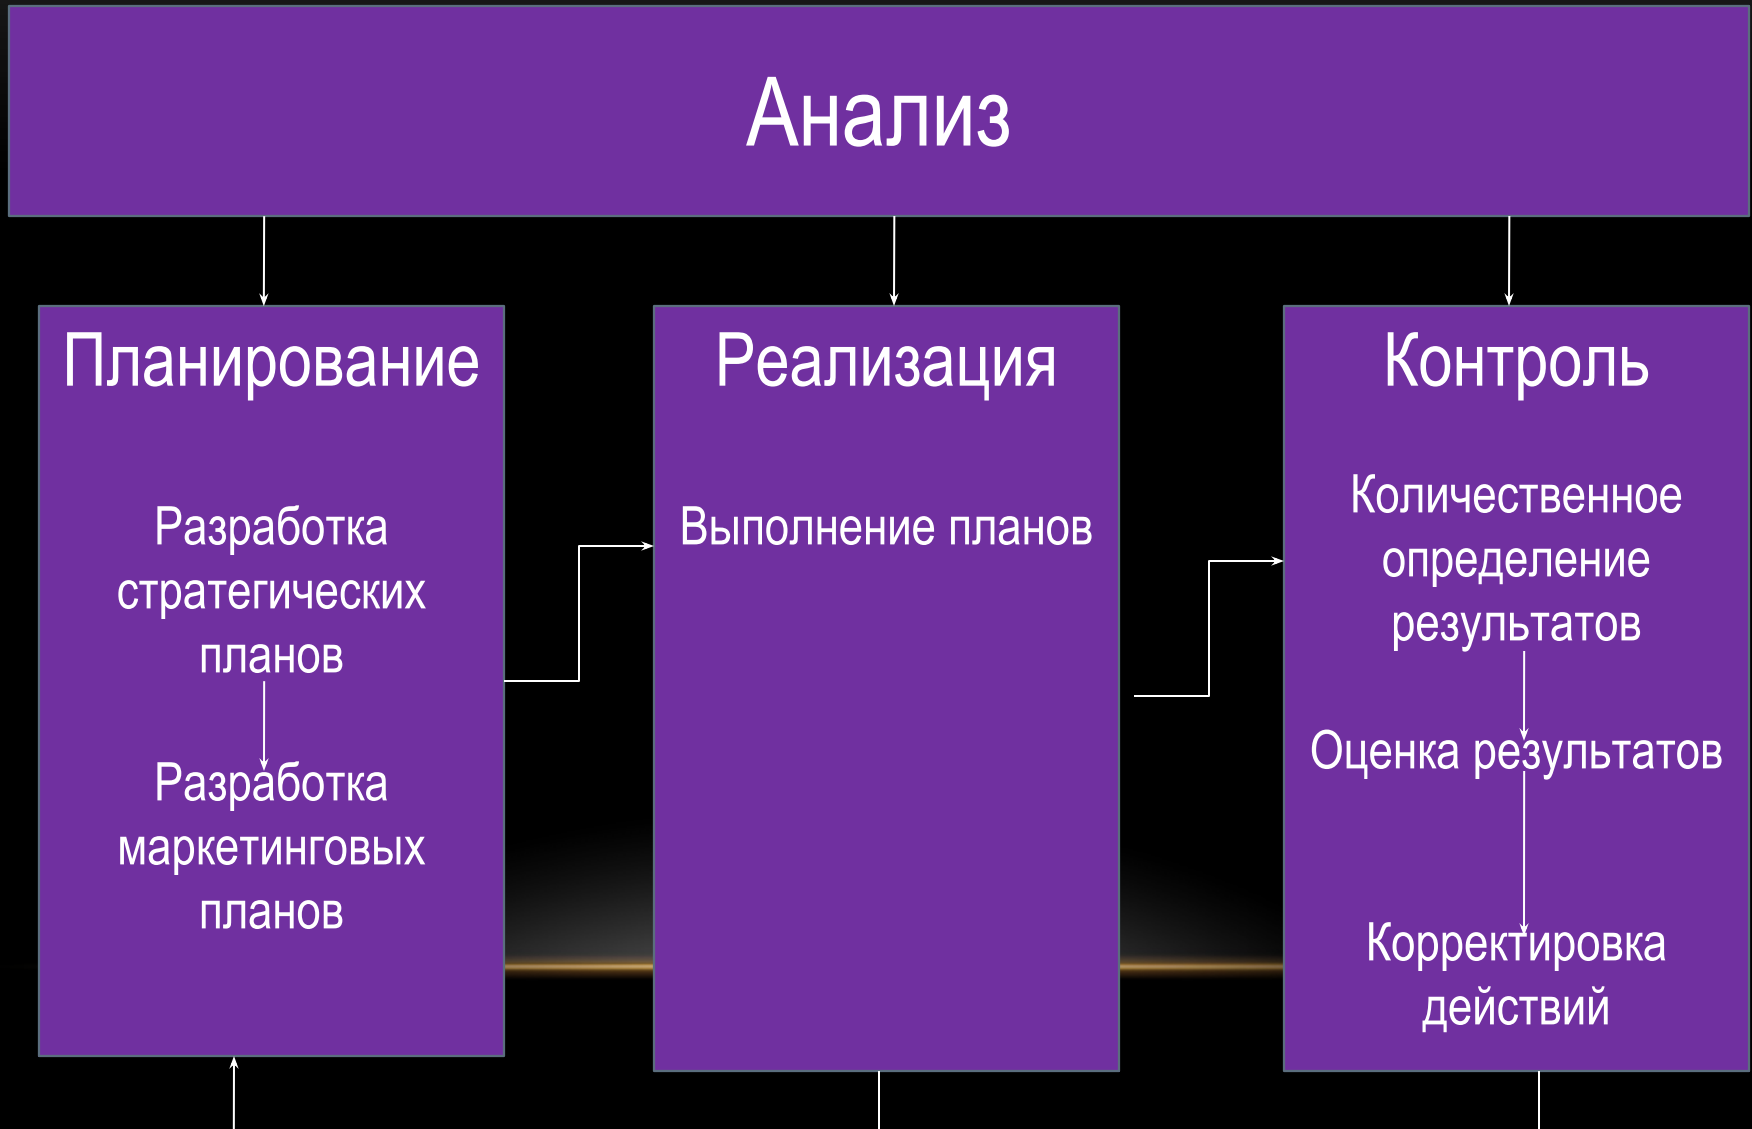 Анализ
Планирование
Разработка
стратегических
планов
Разработка
маркетинговых
планов
Реализация
Выполнение планов
Контроль
Количественное
определение
результатов
Оценка результатов
Корректировка
действий